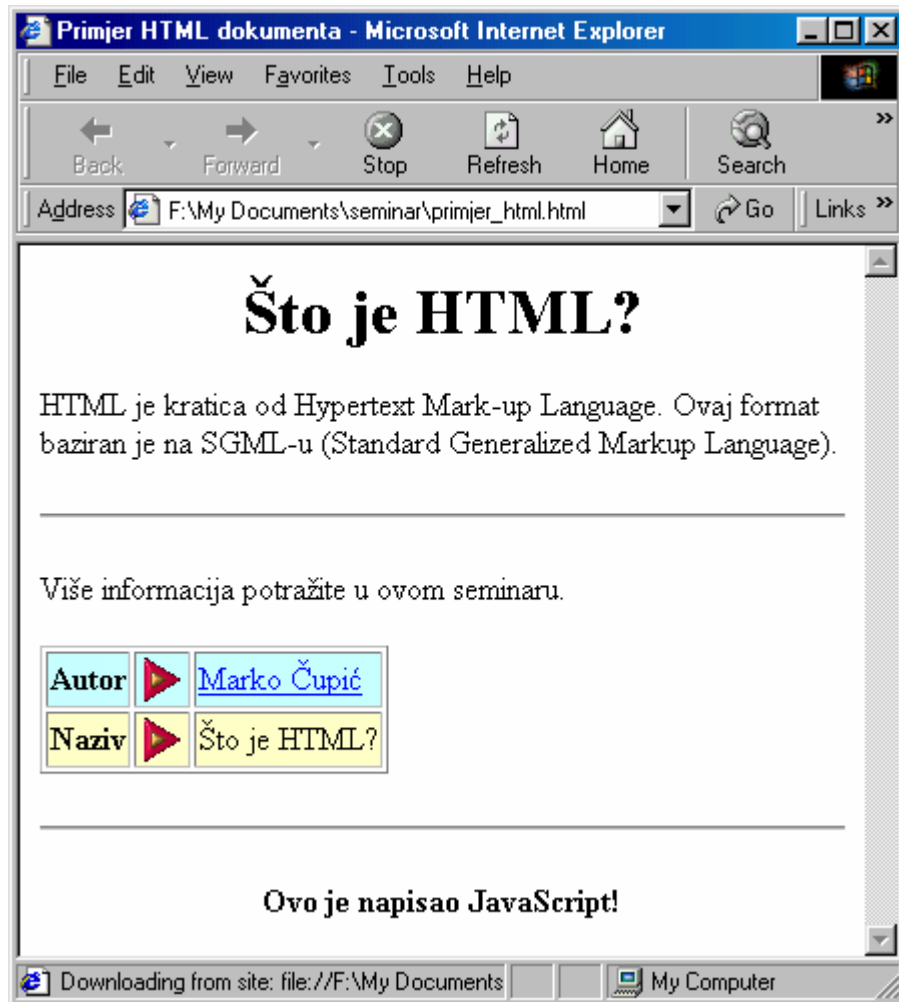 Primjer HTML dokumenta - Microsoft Internet Explorer
File Edit View Favorites Tools Help
Back Forward Stop Refresh Home Search »
Address F:\My Documents\seminar\primjer_html.html Go Links »
Što je HTML?
HTML je kratica od Hypertext Mark-up Language. Ovaj format
baziran je na SGML-u (Standard Generalized Markup Language).
Više informacija potražite u ovom seminaru.
Autor Marko Čupić
Naziv Što je HTML?
Ovo je napisao JavaScript!
Downloading from site: file://F:\My Documents My Computer